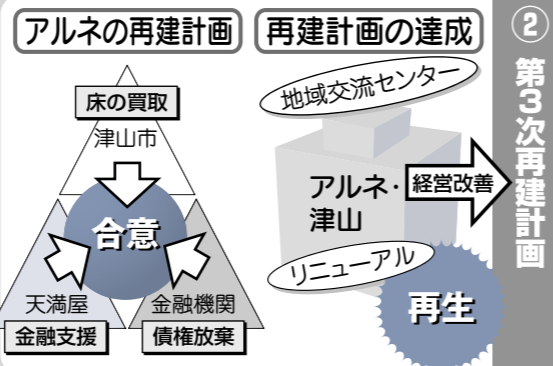 ②第3次再建計画
アルネの再建計画
床の買取
津山市
合意
天満屋
金融支援
金融機関
債権放棄
再建計画の達成
地域交流センター
アルネ・
津山
経営改善
リニューアル
再生